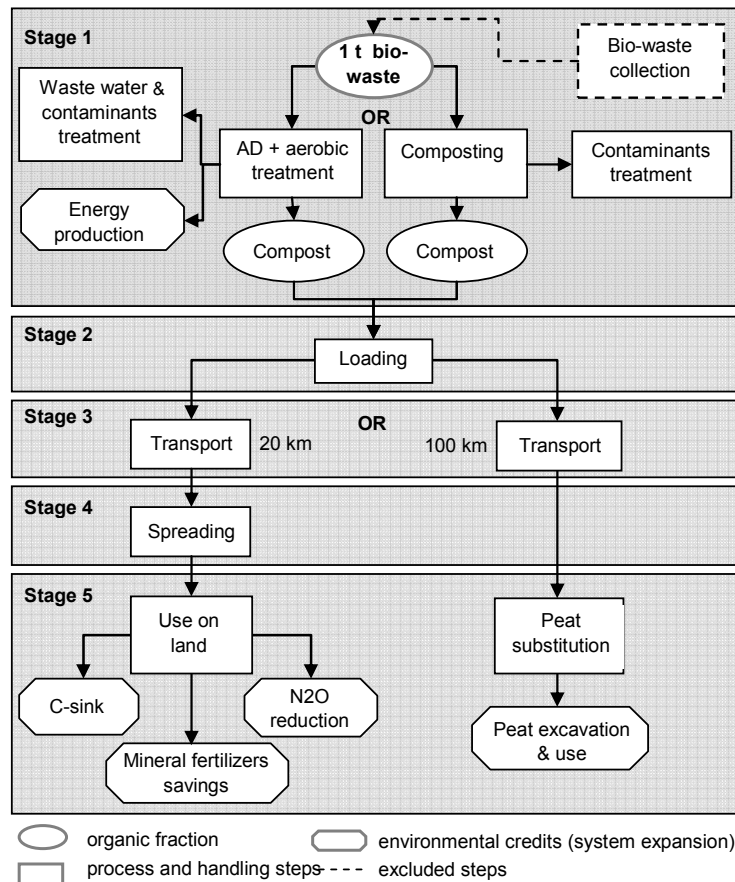 Stage 1
1 t bio-
waste
Bio-waste
collection
Waste water &
contaminants
treatment
OR
AD + aerobic
treatment
Composting
Contaminants
treatment
Energy
production
Compost
Compost
Stage 2
Loading
Stage 3
OR
Transport
20 km
100 km
Transport
Stage 4
Spreading
Stage 5
Use on
land
Peat
substitution
C-sink
N2O
reduction
Mineral fertilizers
savings
Peat excavation
& use
organic fraction
environmental credits (system expansion)
process and handling steps
excluded steps